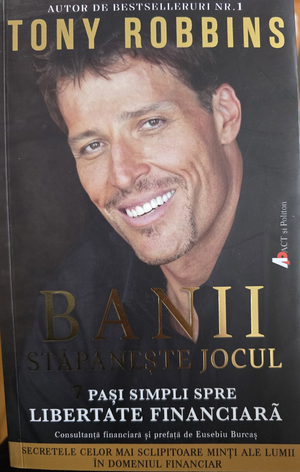 AUTOR DE BESTSELLERURI NR.1
TONY ROBBINS
ACT și Politon
BANII
STĂPÂNEȘTE JOCUL
7 PAȘI SIMPLI SPRE
LIBERTATE FINANCIARĂ
Consultanță financiară și prefață de Eusebiu Burcaș
SECRETELE CELOR MAI SCLIPITOARE MINȚI ALE LUMII
ÎN DOMENIUL FINANCIAR